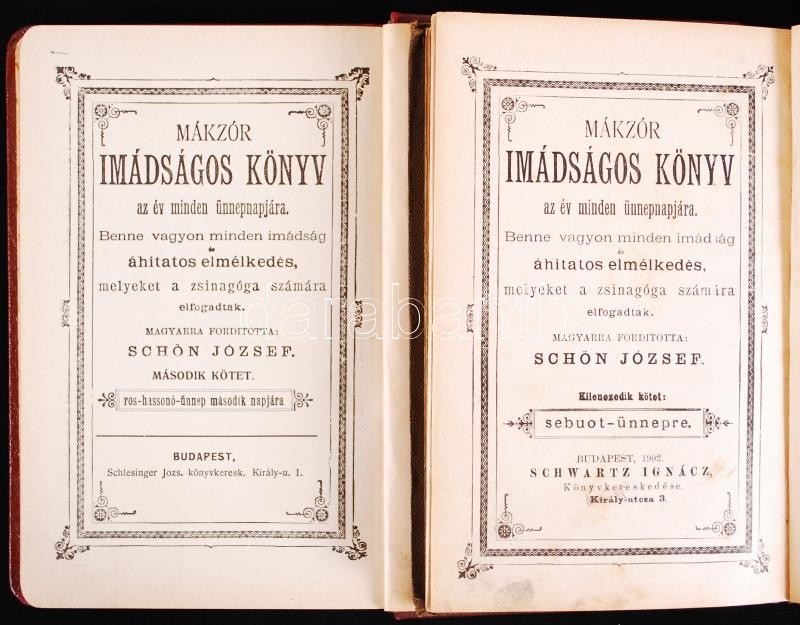 MÁKZÓR
IMÁDSÁGOS KÖNYV
az év minden ünnepnapjára.
Benne vagyon minden imádság
és
áhitatos elmélkedés,
melyeket a zsinagóga számára
elfogadtak.
MAGYARRA FORDITOTTA:
SCHÖN JÓZSEF.
MÁSODIK KÖTET.
ros-hassonó-ünnep második napjára
BUDAPEST,
Schlesinger Jozs. könyvkeresk. Király-u. 1.
MÁKZÓR
IMÁDSÁGOS KÖNYV
az év minden ünnepnapjára.
Benne vagyon minden imádság
és
áhitatos elmélkedés,
melyeket a zsinagóga számára
elfogadtak.
MAGYARRA FORDITOTTA:
SCHÖN JÓZSEF.
Kilenczedik kötet:
sebuot-ünnepre.
BUDAPEST, 1902.
SCHWARTZ IGNÁCZ,
Könyvkereskedése.
Király-utcza 3.